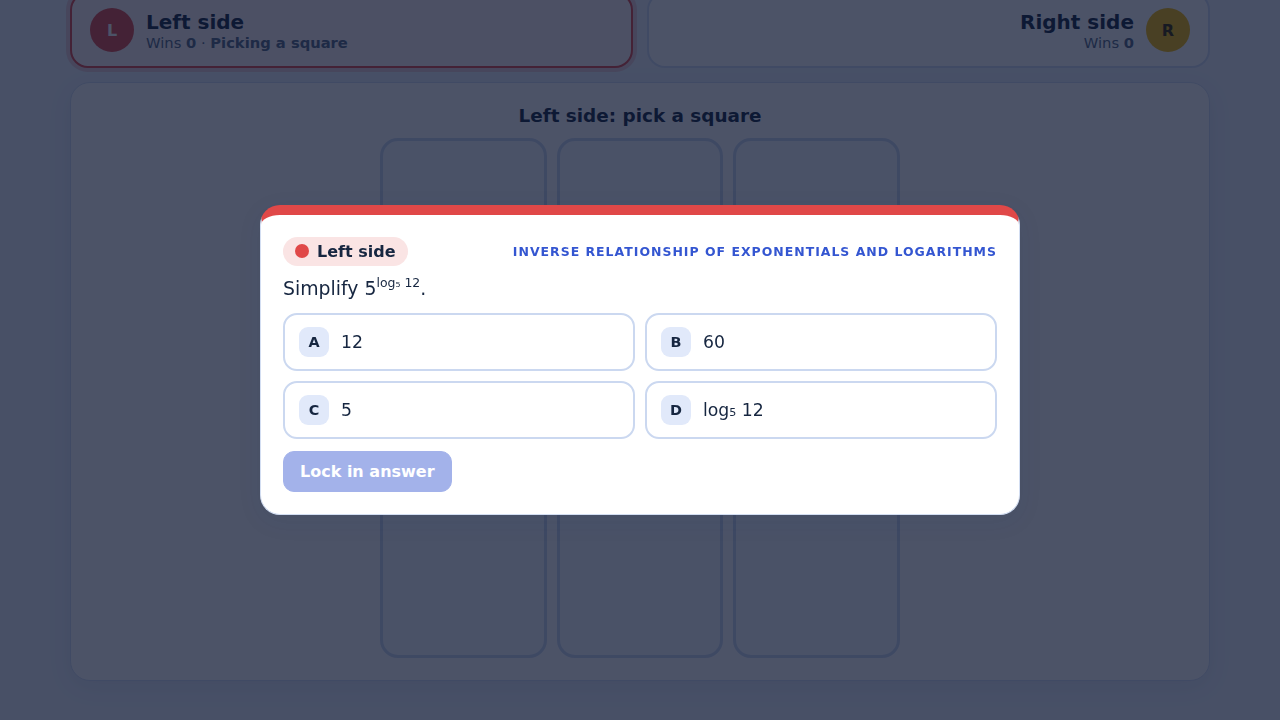 L
Left side
Wins 0 · Picking a square
Right side
Wins 0
R
Left side: pick a square
Left side
INVERSE RELATIONSHIP OF EXPONENTIALS AND LOGARITHMS
Simplify 5^(log₅ 12).
A 12
B 60
C 5
D log₅ 12
Lock in answer